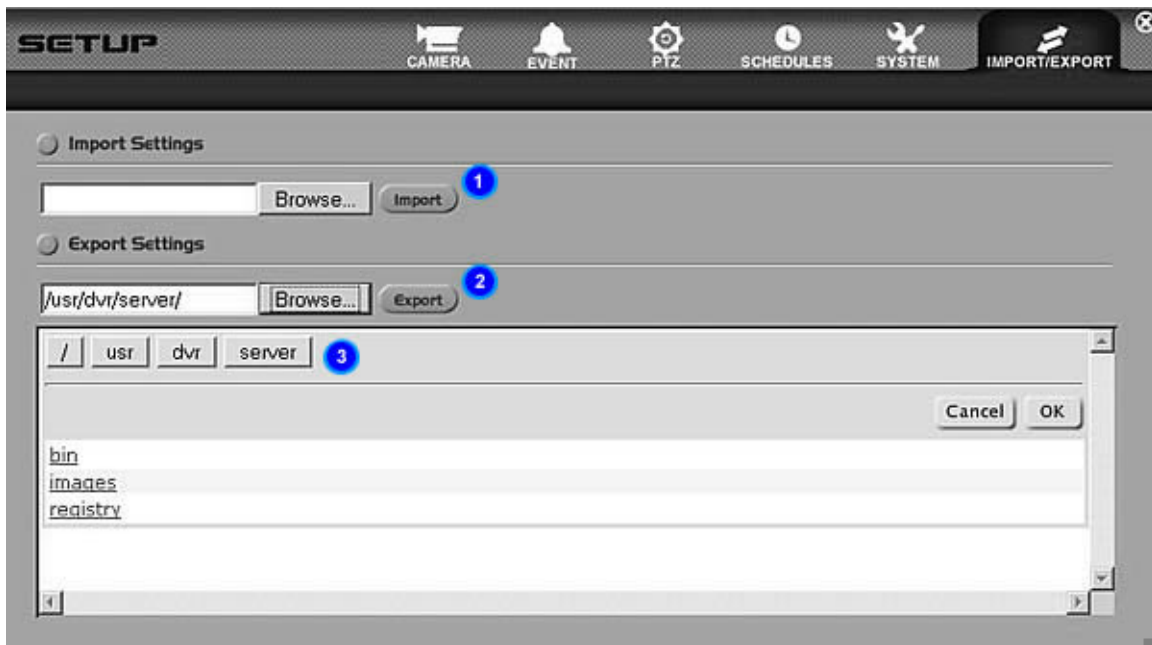 SETUP
CAMERA EVENT PTZ SCHEDULES SYSTEM IMPORT/EXPORT
Import Settings
Browse... Import 1
Export Settings
/usr/dvr/server/ Browse... Export 2
/ usr dvr server 3
Cancel OK
bin
images
registry